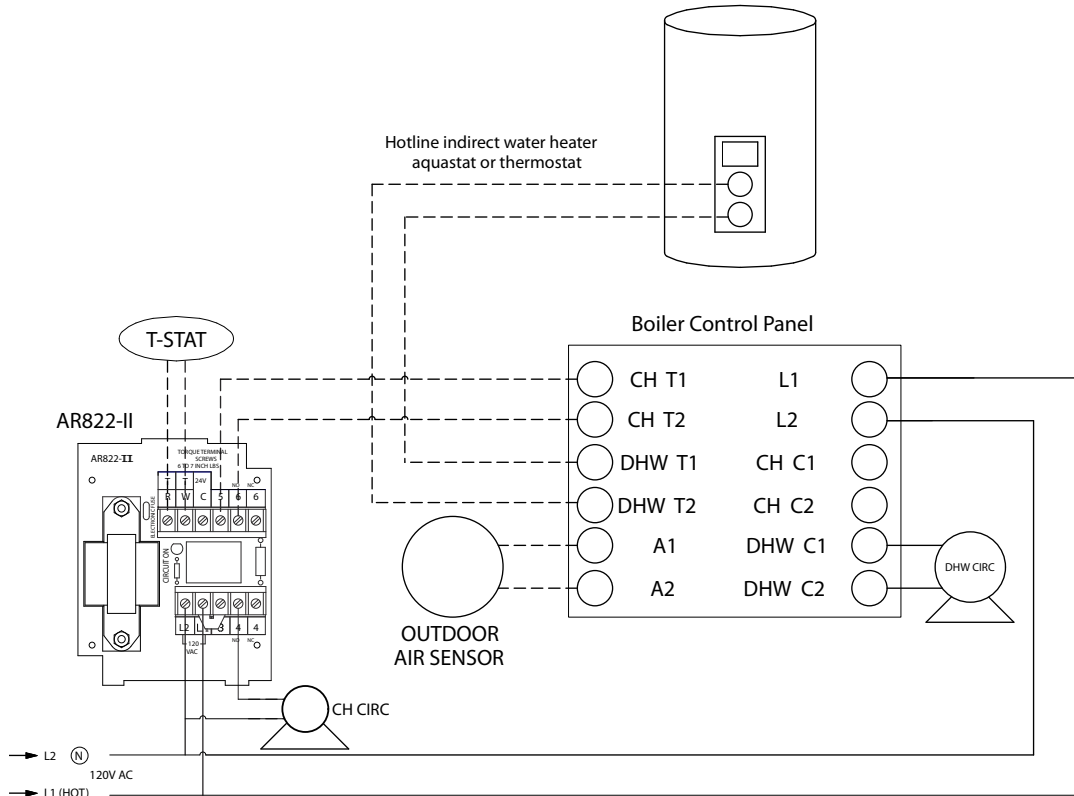 Hotline indirect water heater
aquastat or thermostat
T-STAT
Boiler Control Panel
CH T1 L1
CH T2 L2
DHW T1 CH C1
DHW T2 CH C2
A1 DHW C1
A2 DHW C2
DHW CIRC
OUTDOOR
AIR SENSOR
AR822-II
AR822-II
TORQUE TERMINAL
SCREWS
6 TO 7 INCH LBS
T T 24V NO NC
R W C 5 6 6
ELECTRONIC FUSE
CIRCUIT ON
L2 L1 3 4 4
120 NO NC
VAC
CH CIRC
L2 N
120V AC
L1 (HOT)